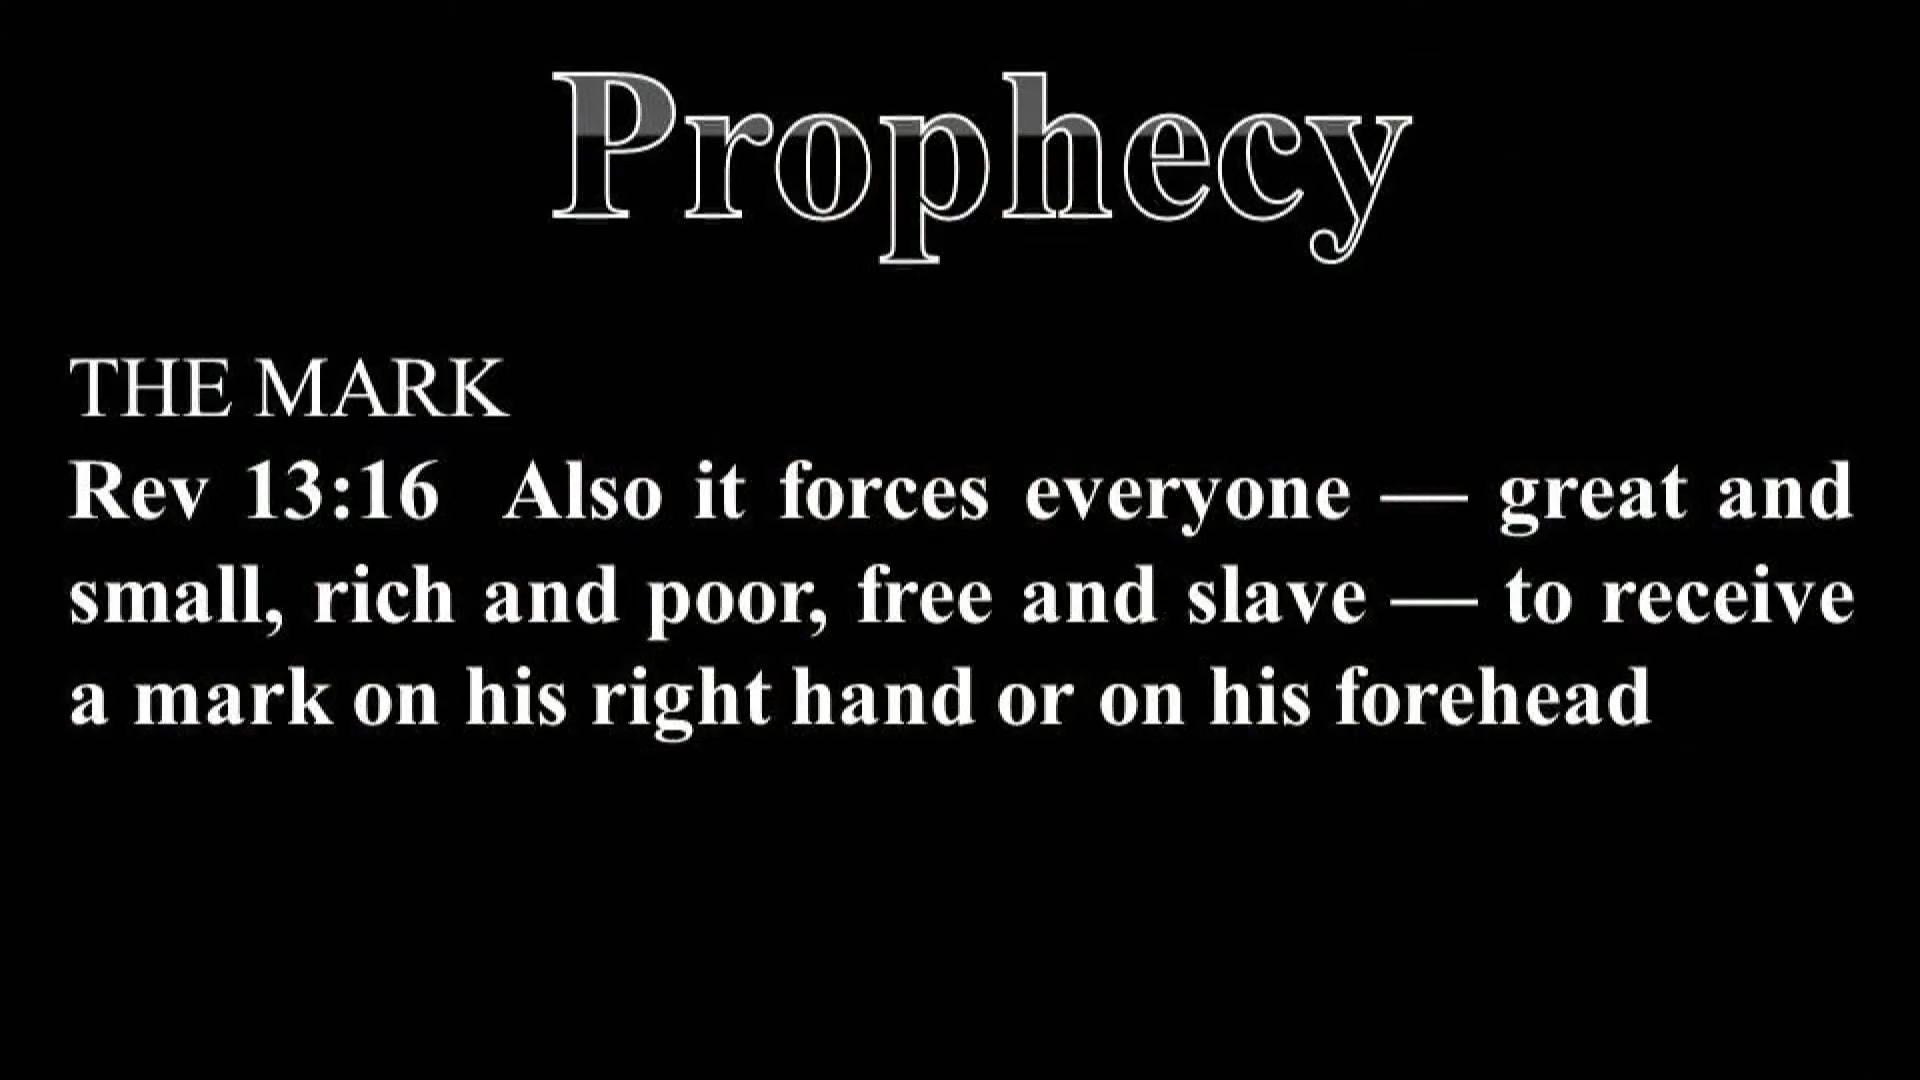 Prophecy
THE MARK
Rev 13:16 Also it forces everyone — great and
small, rich and poor, free and slave — to receive
a mark on his right hand or on his forehead